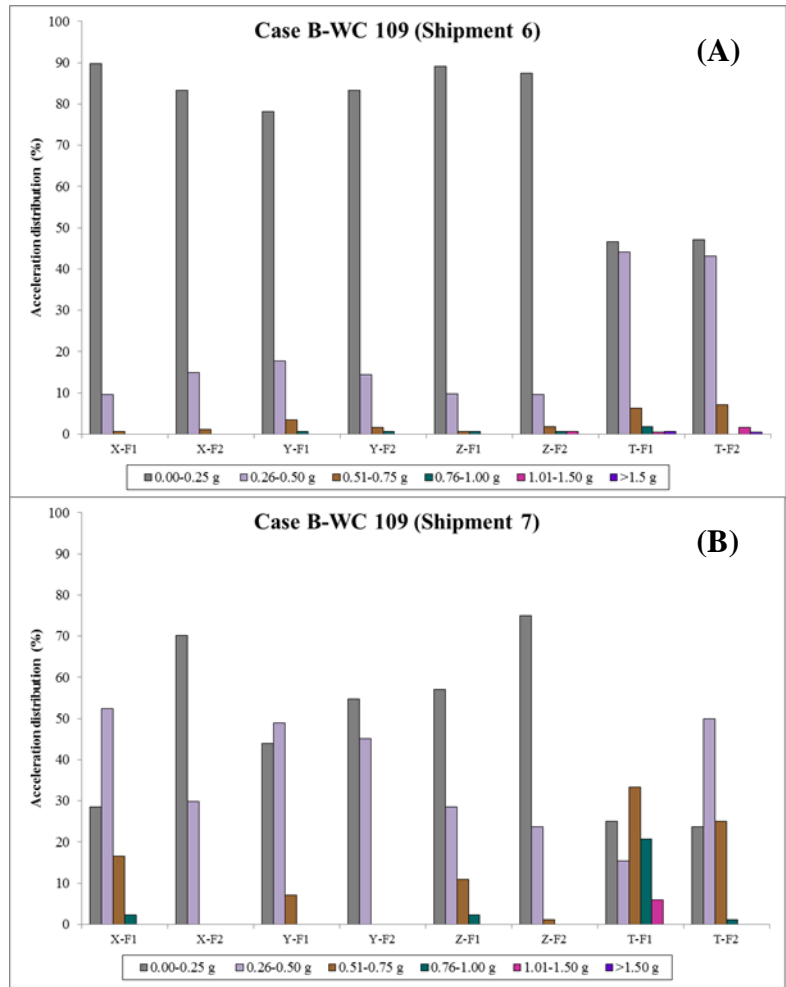 Case B-WC 109 (Shipment 6)
(A)
Acceleration distribution (%)
100
90
80
70
60
50
40
30
20
10
0
X-F1 X-F2 Y-F1 Y-F2 Z-F1 Z-F2 T-F1 T-F2
0.00-0.25 g 0.26-0.50 g 0.51-0.75 g 0.76-1.00 g 1.01-1.50 g >1.5 g
Case B-WC 109 (Shipment 7)
(B)
Acceleration distribution (%)
100
90
80
70
60
50
40
30
20
10
0
X-F1 X-F2 Y-F1 Y-F2 Z-F1 Z-F2 T-F1 T-F2
0.00-0.25 g 0.26-0.50 g 0.51-0.75 g 0.76-1.00 g 1.01-1.50 g >1.50 g